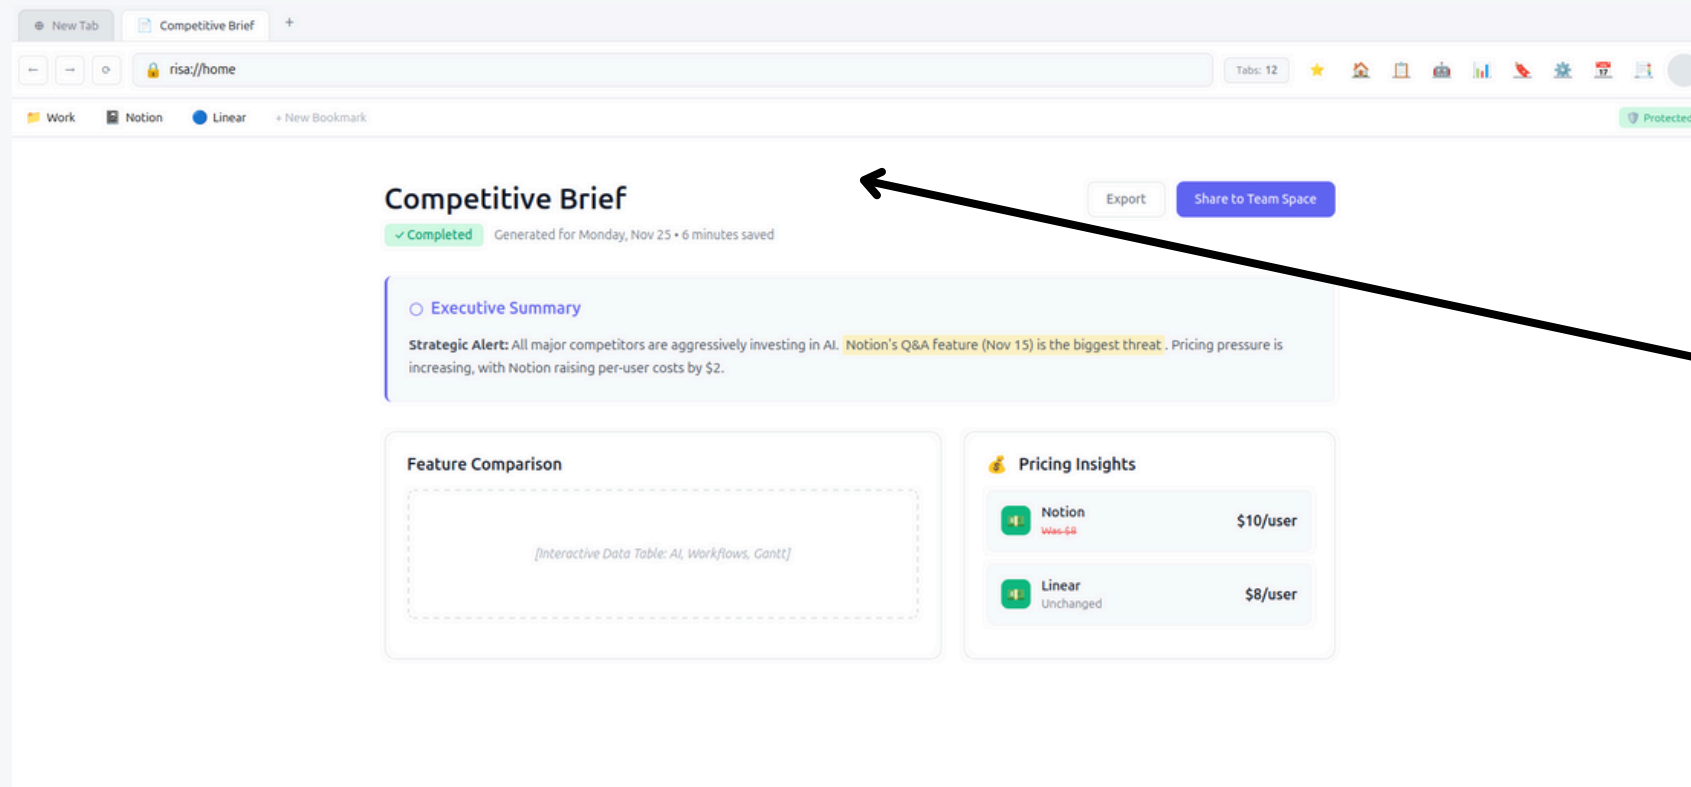 New Tab
Competitive Brief
+
risa://home
Tabs: 12
Work
Notion
Linear
+ New Bookmark
Protected
Competitive Brief
Export
Share to Team Space
✓ Completed
Generated for Monday, Nov 25 • 6 minutes saved
Executive Summary
Strategic Alert: All major competitors are aggressively investing in AI. Notion's Q&A feature (Nov 15) is the biggest threat. Pricing pressure is
increasing, with Notion raising per-user costs by $2.
Feature Comparison
[Interactive Data Table: AI, Workflows, Gantt]
Pricing Insights
Notion
Was $8
$10/user
Linear
Unchanged
$8/user